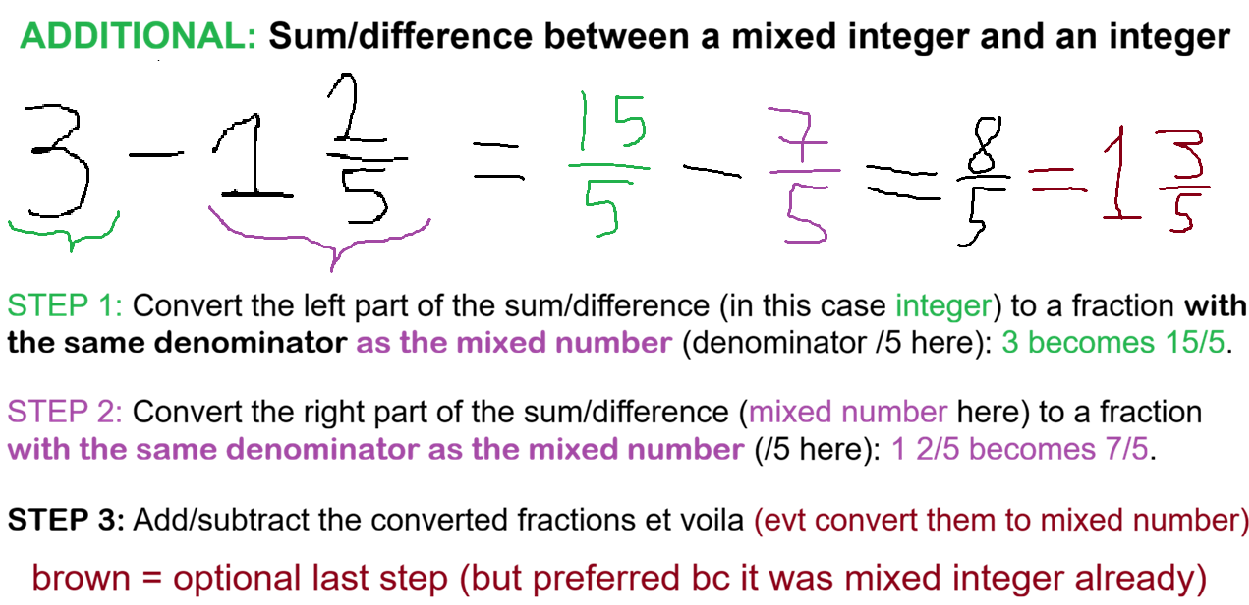 ADDITIONAL: Sum/difference between a mixed integer and an integer
3 - 1 2/5 = 15/5 - 7/5 = 8/5 = 1 3/5
STEP 1: Convert the left part of the sum/difference (in this case integer) to a fraction with
the same denominator as the mixed number (denominator /5 here): 3 becomes 15/5.
STEP 2: Convert the right part of the sum/difference (mixed number here) to a fraction
with the same denominator as the mixed number (/5 here): 1 2/5 becomes 7/5.
STEP 3: Add/subtract the converted fractions et voila (evt convert them to mixed number)
brown = optional last step (but preferred bc it was mixed integer already)